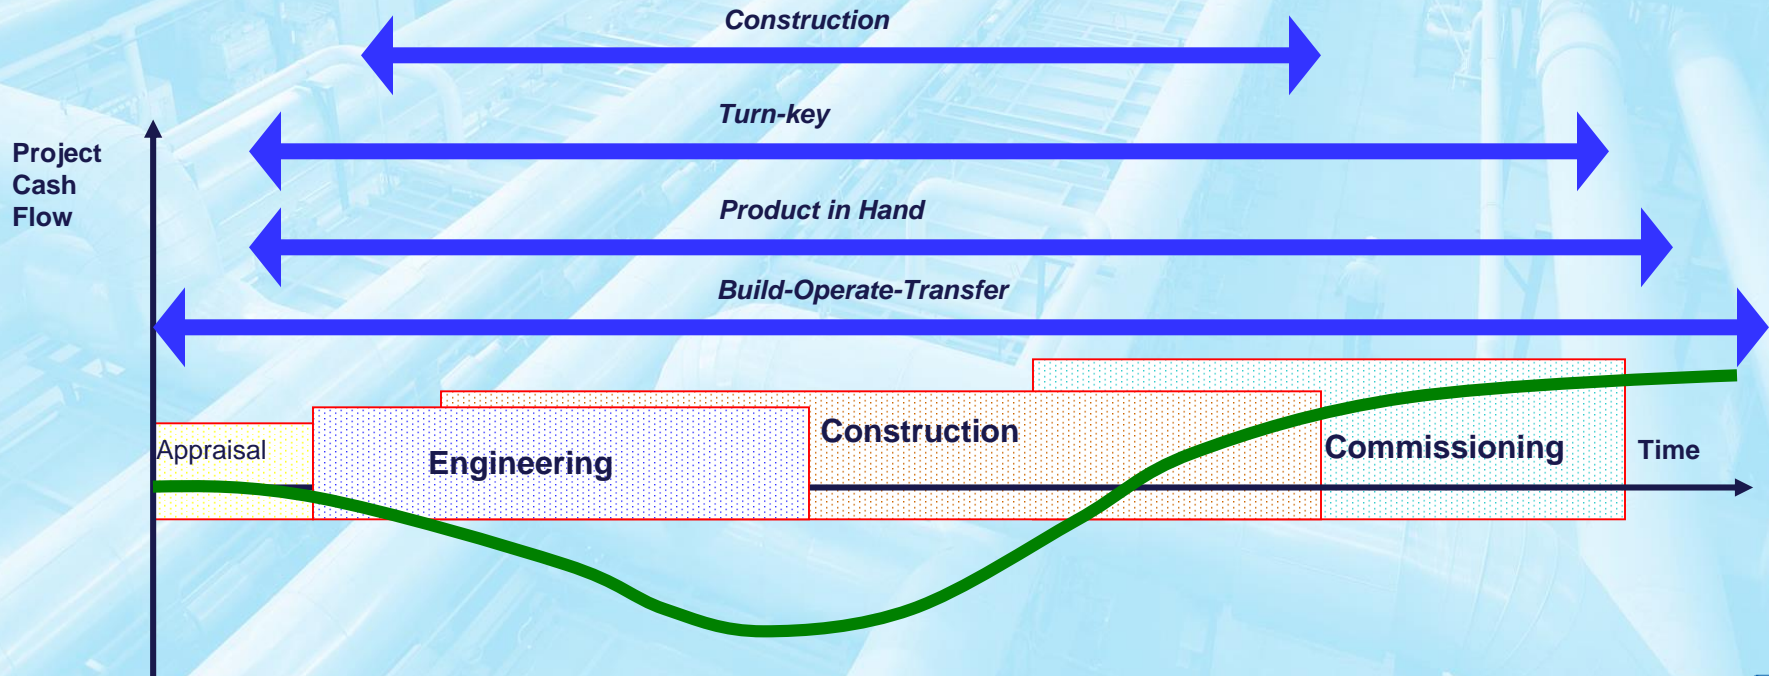 Construction
Turn-key
Project
Cash
Flow
Product in Hand
Build-Operate-Transfer
Appraisal
Engineering
Construction
Commissioning
Time